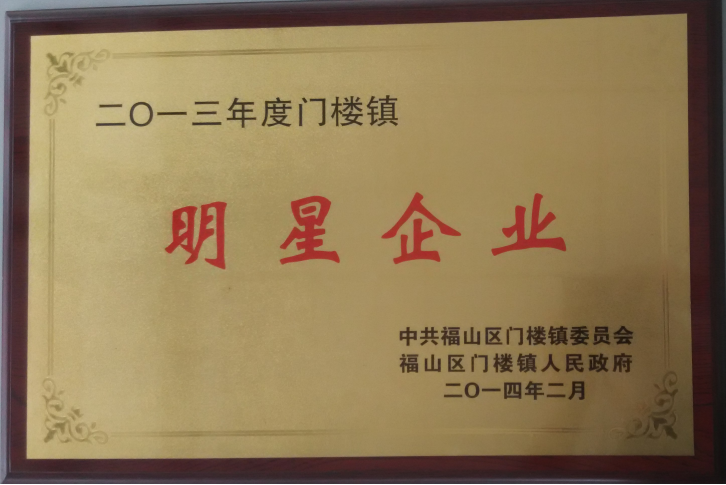 二〇一三年度门楼镇
明星企业
中共福山区门楼镇委员会
福山区门楼镇人民政府
二〇一四年二月